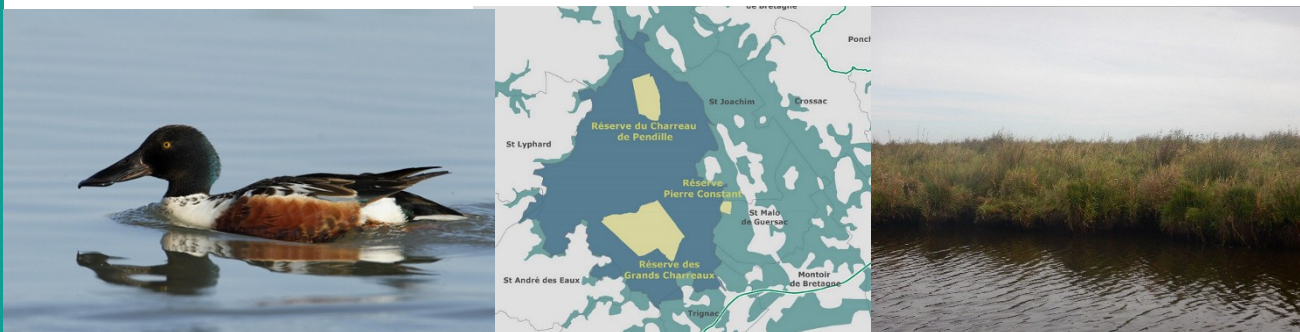 de Bretagne
Ponch
St Joachim
Crossac
Réserve du Charreau
de Pendille
St Lyphard
Réserve
Pierre Constant
St Malo
de Guersac
Réserve des
Grands Charreaux
St André des Eaux
Montoir
de Bretagne
Trignac